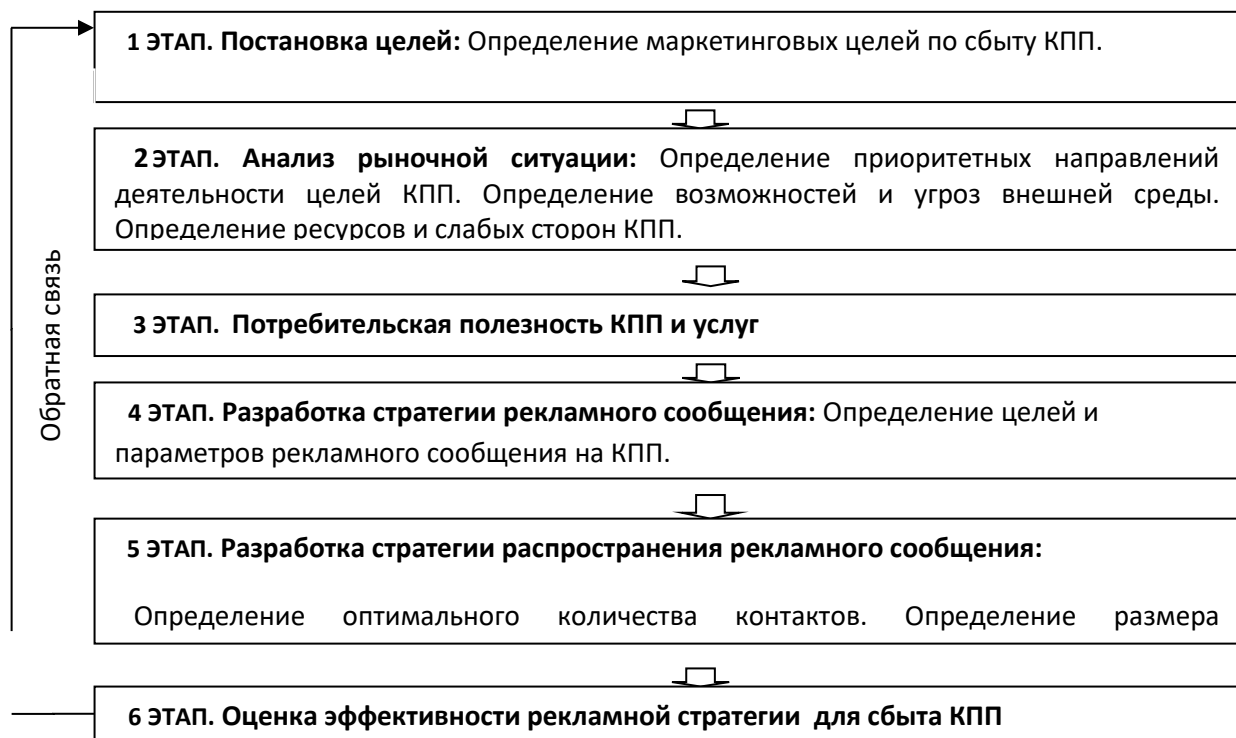 1 ЭТАП. Постановка целей: Определение маркетинговых целей по сбыту КПП.
2 ЭТАП. Анализ рыночной ситуации: Определение приоритетных направлений
деятельности целей КПП. Определение возможностей и угроз внешней среды.
Определение ресурсов и слабых сторон КПП.
Обратная связь
3 ЭТАП. Потребительская полезность КПП и услуг
4 ЭТАП. Разработка стратегии рекламного сообщения: Определение целей и
параметров рекламного сообщения на КПП.
5 ЭТАП. Разработка стратегии распространения рекламного сообщения:
Определение оптимального количества контактов. Определение размера
6 ЭТАП. Оценка эффективности рекламной стратегии для сбыта КПП